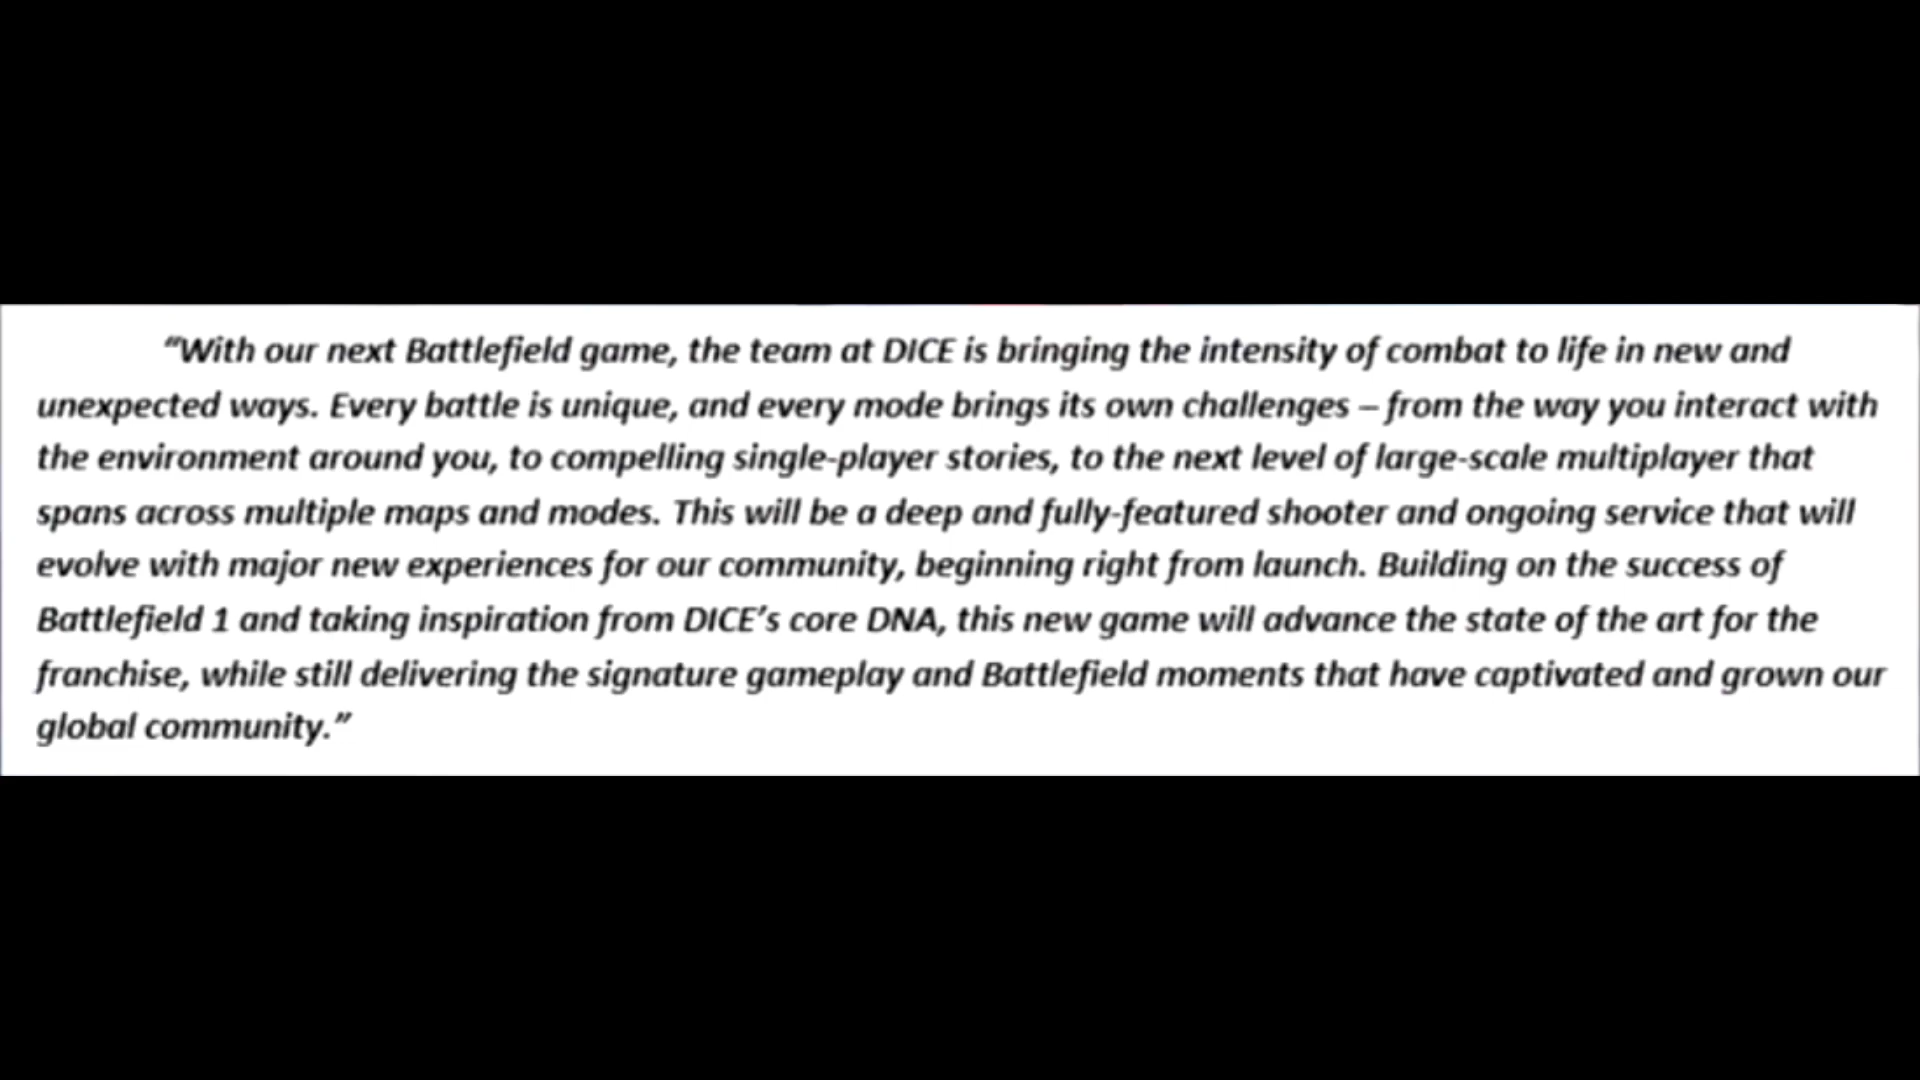 “With our next Battlefield game, the team at DICE is bringing the intensity of combat to life in new and
unexpected ways. Every battle is unique, and every mode brings its own challenges – from the way you interact with
the environment around you, to compelling single-player stories, to the next level of large-scale multiplayer that
spans across multiple maps and modes. This will be a deep and fully-featured shooter and ongoing service that will
evolve with major new experiences for our community, beginning right from launch. Building on the success of
Battlefield 1 and taking inspiration from DICE’s core DNA, this new game will advance the state of the art for the
franchise, while still delivering the signature gameplay and Battlefield moments that have captivated and grown our
global community.”